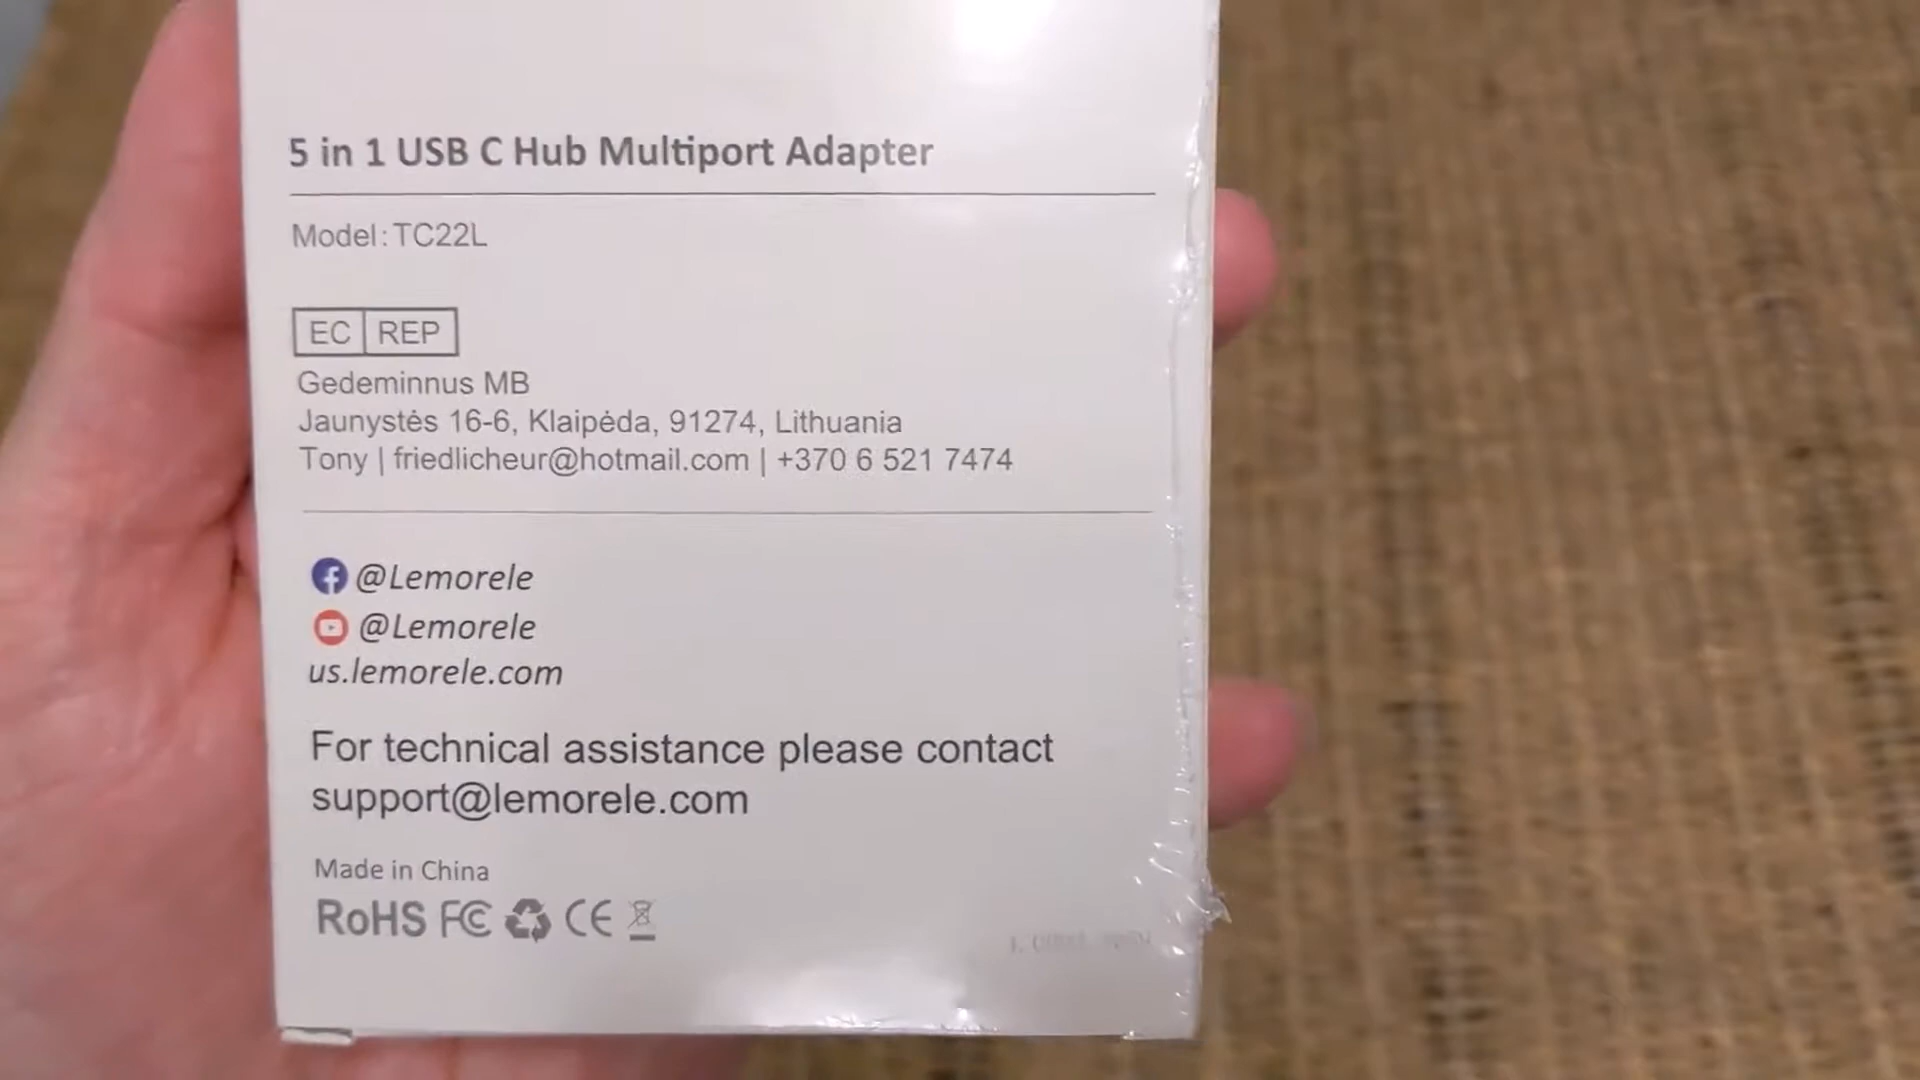 5 in 1 USB C Hub Multiport Adapter
Model: TC22L
EC REP
Gedeminnus MB
Jaunystės 16-6, Klaipėda, 91274, Lithuania
Tony | friedlicheur@hotmail.com | +370 6 521 7474
@Lemorele
@Lemorele
us.lemorele.com
For technical assistance please contact
support@lemorele.com
Made in China
RoHS FC CE